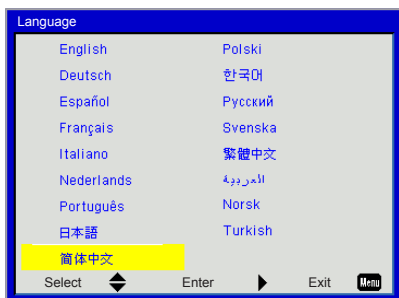 Language
English
Deutsch
Español
Français
Italiano
Nederlands
Português
日本語
简体中文
Polski
한국어
Русский
Svenska
繁體中文
العربية
Norsk
Turkish
Select Enter Exit Menu